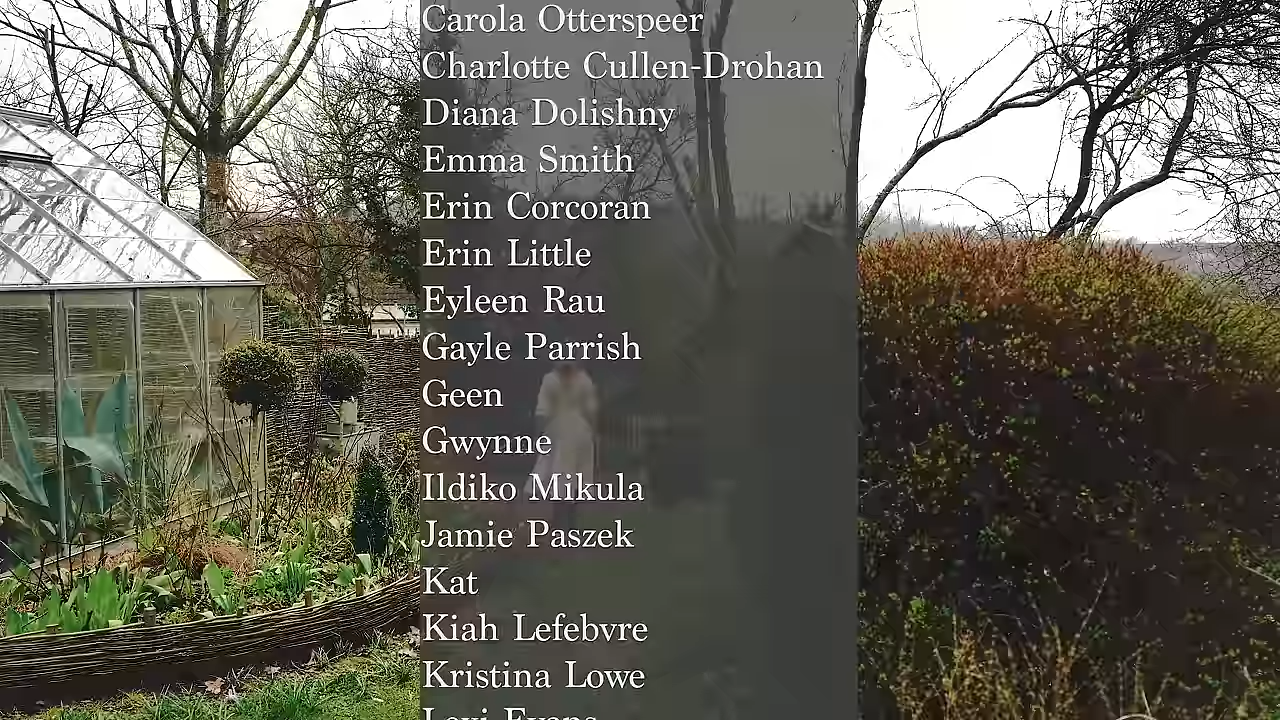 Carola Otterspeer
Charlotte Cullen-Drohan
Diana Dolishny
Emma Smith
Erin Corcoran
Erin Little
Eyleen Rau
Gayle Parrish
Geen
Gwynne
Ildiko Mikula
Jamie Paszek
Kat
Kiah Lefebvre
Kristina Lowe